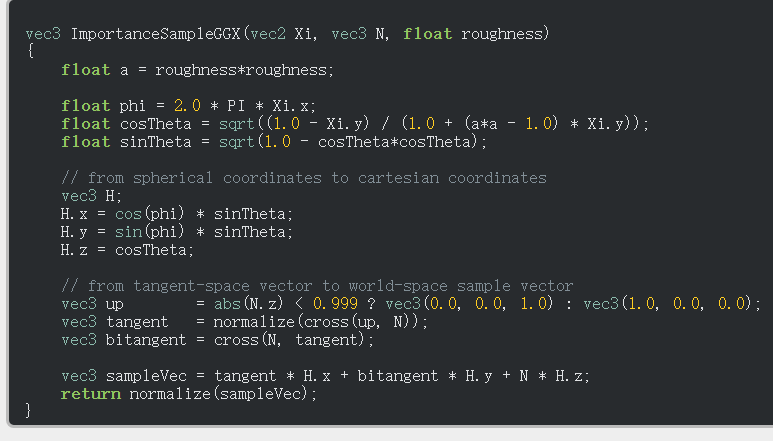 vec3 ImportanceSampleGGX(vec2 Xi, vec3 N, float roughness)
{
    float a = roughness*roughness;

    float phi = 2.0 * PI * Xi.x;
    float cosTheta = sqrt((1.0 - Xi.y) / (1.0 + (a*a - 1.0) * Xi.y));
    float sinTheta = sqrt(1.0 - cosTheta*cosTheta);

    // from spherical coordinates to cartesian coordinates
    vec3 H;
    H.x = cos(phi) * sinTheta;
    H.y = sin(phi) * sinTheta;
    H.z = cosTheta;

    // from tangent-space vector to world-space sample vector
    vec3 up        = abs(N.z) < 0.999 ? vec3(0.0, 0.0, 1.0) : vec3(1.0, 0.0, 0.0);
    vec3 tangent   = normalize(cross(up, N));
    vec3 bitangent = cross(N, tangent);

    vec3 sampleVec = tangent * H.x + bitangent * H.y + N * H.z;
    return normalize(sampleVec);
}